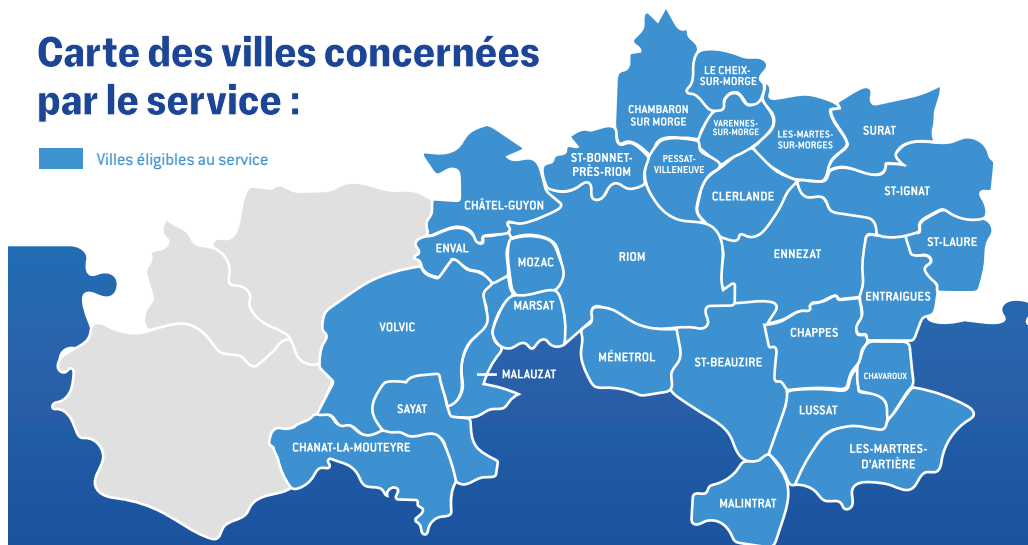 Carte des villes concernées
par le service :
Villes éligibles au service
LE CHEIX-
SUR-MORGE
CHAMBARON
SUR MORGE
VARENNES-
SUR-MORGE
LES-MARTES-
SUR-MORGES
SURAT
ST-BONNET-
PRÈS-RIOM
PESSAT-
VILLENEUVE
CLERLANDE
ST-IGNAT
CHÂTEL-GUYON
ENVAL
MOZAC
RIOM
ENNEZAT
ST-LAURE
MARSAT
ENTRAIGUES
VOLVIC
CHAPPES
MÉNETROL
ST-BEAUZIRE
MALAUZAT
CHAVAROUX
SAYAT
LUSSAT
CHANAT-LA-MOUTEYRE
LES-MARTRES-
D'ARTIÈRE
MALINTRAT